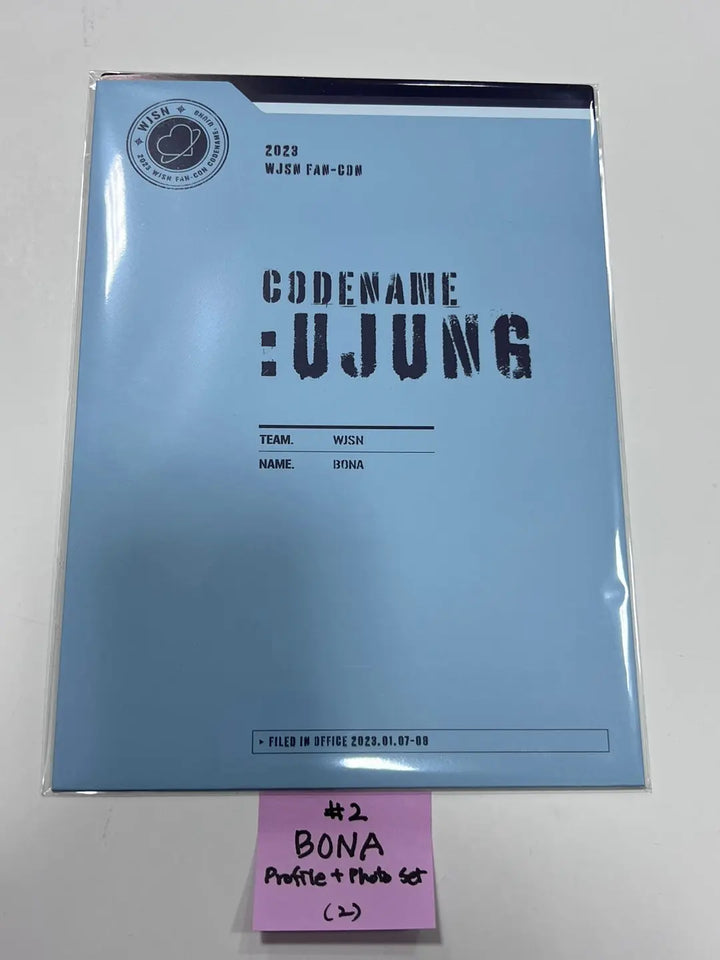 WJSN
2023 WJSN FAN-CON CODENAME: UJUNG
2023
WJSN FAN-CON
CODENAME
:UJUNG
TEAM. WJSN
NAME. BONA
▸ FILED IN OFFICE 2023.01.07-08
#2
BONA
Profile + Photo Set
(2)